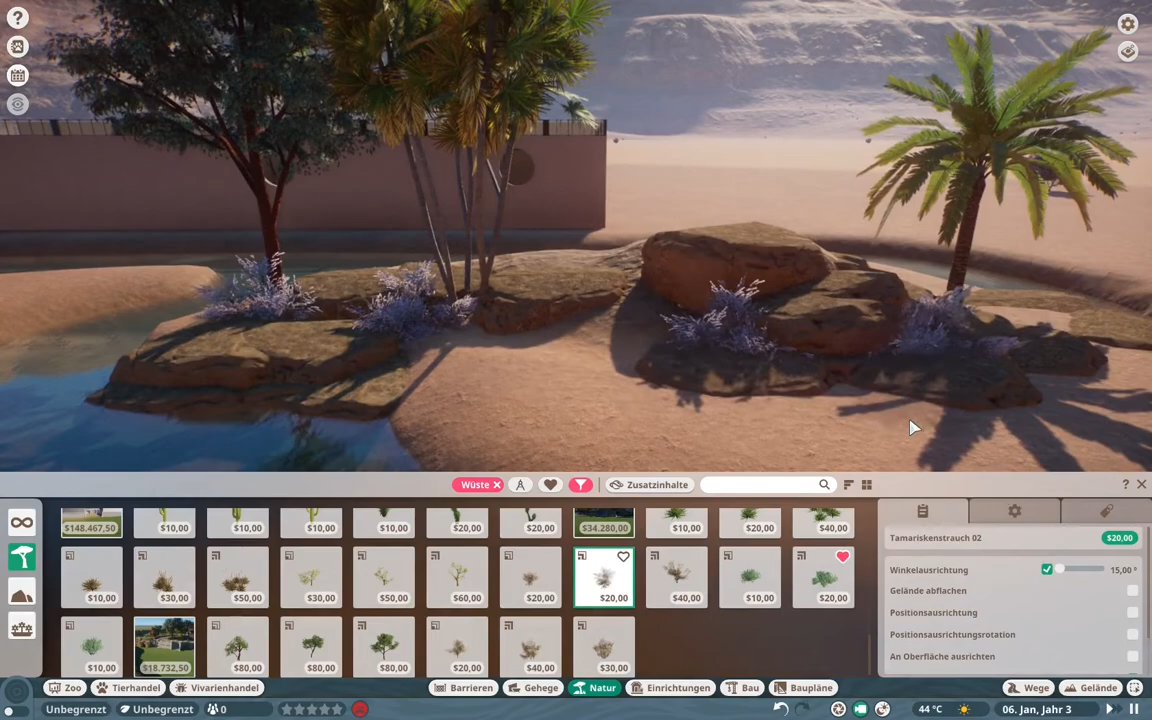 ?
Wüste ×
Zusatzinhalte
?
$148.467,50 $10,00 $10,00 $10,00 $10,00 $20,00 $20,00 $34.280,00 $10,00 $20,00 $40,00
$10,00 $30,00 $50,00 $30,00 $50,00 $60,00 $20,00 $20,00 $40,00 $10,00 $20,00
$10,00 $18.732,50 $80,00 $80,00 $80,00 $20,00 $40,00 $30,00
Tamariskenstrauch 02 $20,00
Winkelausrichtung 15,00 °
Gelände abflachen
Positionsausrichtung
Positionsausrichtungsrotation
An Oberfläche ausrichten
Zoo Tierhandel Vivarienhandel Barrieren Gehege Natur Einrichtungen Bau Baupläne Wege Gelände
Unbegrenzt Unbegrenzt 0 44 °C 06. Jan, Jahr 3